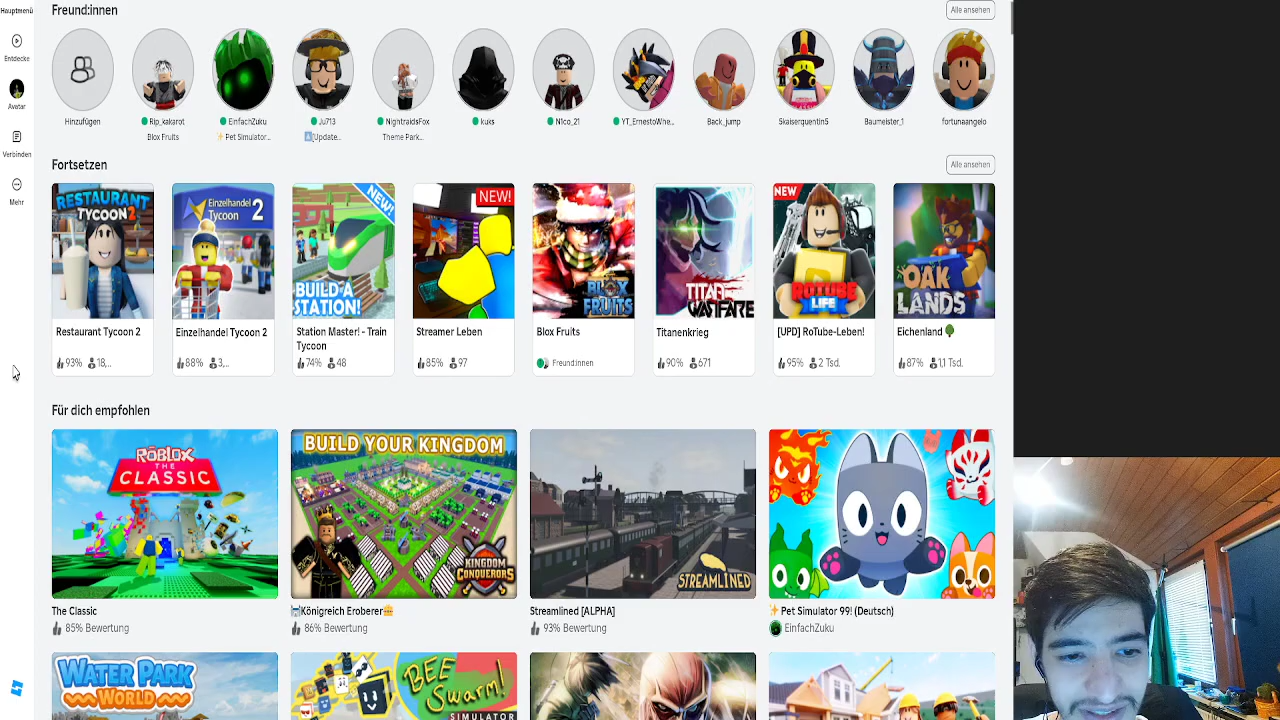 Hauptmenü
Entdecke
Avatar
Verbinden
Mehr
Freund:innen
Alle ansehen
Hinzufügen
Rip_kakarot
Blox Fruits
EinfachZuku
✨ Pet Simulator...
Ju713
[Update...
NightraidsFox
Theme Park...
kuks
N1co_21
YT_ErnestoWhe...
Back_jump
Skaiserquentin5
Baumeister_1
fortunaangelo
Fortsetzen
Alle ansehen
RESTAURANT
TYCOON 2
Einzelhandel
Tycoon 2
NEW!
BUILD A
STATION!
NEW!
BLOX
FRUITS
TITAN
WARFARE
NEW
ROTUBE
LIFE
OAK
LANDS
Restaurant Tycoon 2
93% 18,...
Einzelhandel Tycoon 2
88% 3,...
Station Master! - Train
Tycoon
74% 48
Streamer Leben
85% 97
Blox Fruits
Freund:innen
Titanenkrieg
90% 671
[UPD] RoTube-Leben!
95% 2 Tsd.
Eichenland 🌳
87% 1,1 Tsd.
Für dich empfohlen
ROBLOX
THE
CLASSIC
BUILD YOUR KINGDOM
KINGDOM
CONQUERORS
STREAMLINED
The Classic
85% Bewertung
Königreich Eroberer
86% Bewertung
Streamlined [ALPHA]
93% Bewertung
✨ Pet Simulator 99! (Deutsch)
EinfachZuku
WATER PARK
WORLD
BEE
Swarm!
SIMULATOR